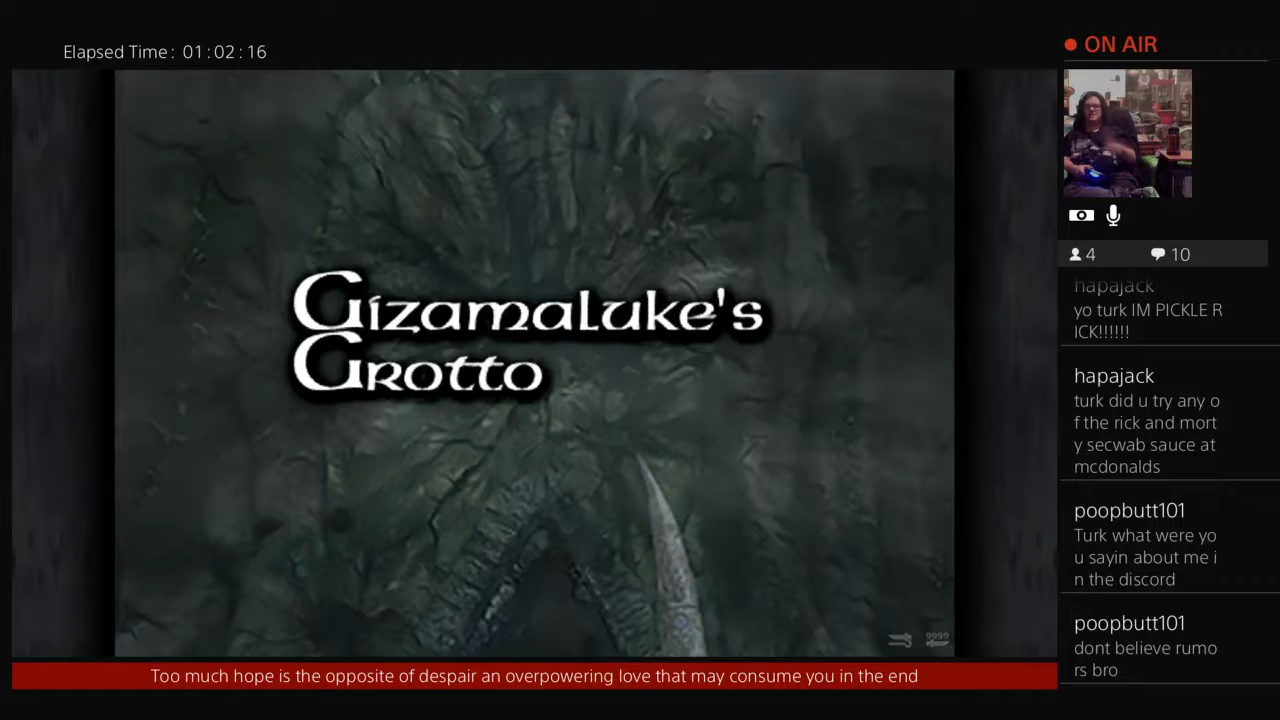 Elapsed Time: 01:02:16
ON AIR
Gizamaluke's
Grotto
4
10
hapajack
yo turk IM PICKLE R
ICK!!!!!!
hapajack
turk did u try any o
f the rick and mort
y secwab sauce at
mcdonalds
poopbutt101
Turk what were yo
u sayin about me i
n the discord
poopbutt101
dont believe rumo
rs bro
9999
Too much hope is the opposite of despair an overpowering love that may consume you in the end